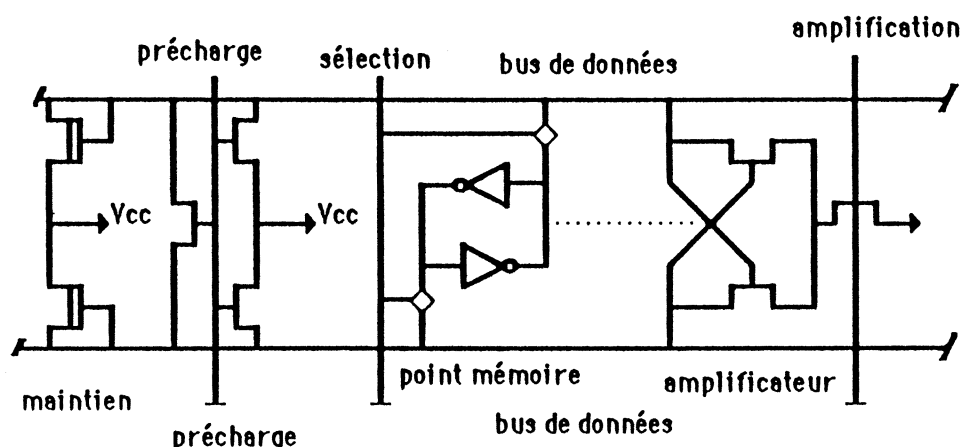 amplification
précharge
sélection
bus de données
Vcc
Vcc
point mémoire
amplificateur
maintien
bus de données
précharge